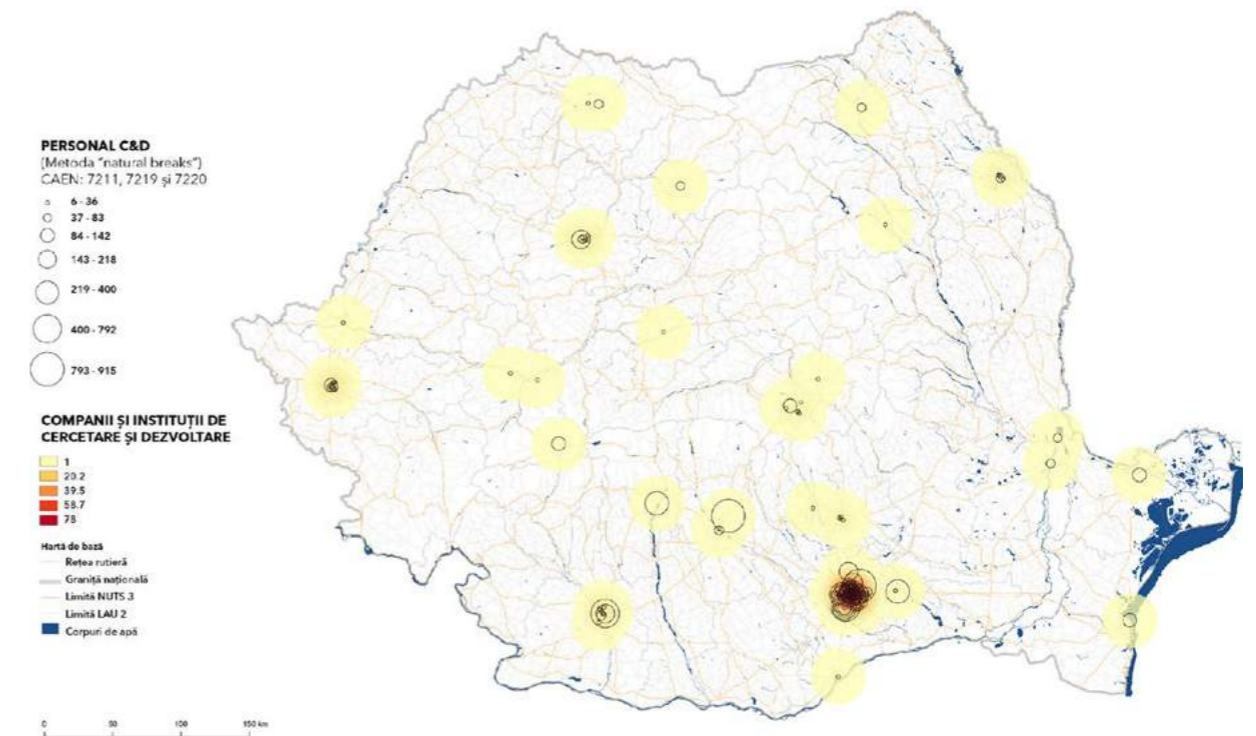 PERSONAL C&D
(Metoda "natural breaks")
CAEN: 7211, 7219 și 7220
6 - 36
37 - 83
84 - 142
143 - 218
219 - 400
400 - 792
793 - 915
COMPANII ȘI INSTITUȚII DE
CERCETARE ȘI DEZVOLTARE
1
20.2
39.5
58.7
78
Hartă de bază
Rețea rutieră
Graniță națională
Limită NUTS 3
Limită LAU 2
Corpuri de apă
0 50 100 150 km